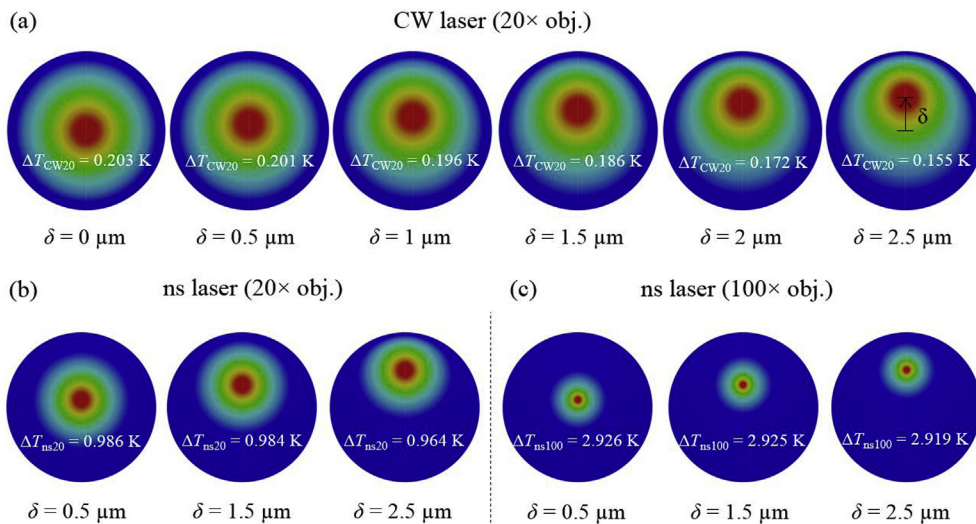 (a) CW laser (20× obj.)
δ
ΔT_CW20 = 0.203 K ΔT_CW20 = 0.201 K ΔT_CW20 = 0.196 K ΔT_CW20 = 0.186 K ΔT_CW20 = 0.172 K ΔT_CW20 = 0.155 K
δ = 0 µm δ = 0.5 µm δ = 1 µm δ = 1.5 µm δ = 2 µm δ = 2.5 µm
(b) ns laser (20× obj.) (c) ns laser (100× obj.)
ΔT_ns20 = 0.986 K ΔT_ns20 = 0.984 K ΔT_ns20 = 0.964 K ΔT_ns100 = 2.926 K ΔT_ns100 = 2.925 K ΔT_ns100 = 2.919 K
δ = 0.5 µm δ = 1.5 µm δ = 2.5 µm δ = 0.5 µm δ = 1.5 µm δ = 2.5 µm